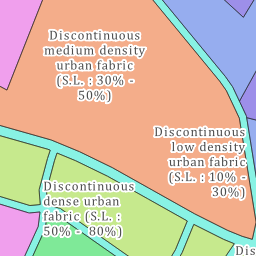 Discontinuous
medium density
urban fabric
(S.L. : 30% -
50%)
Discontinuous
low density
urban fabric
(S.L. : 10% -
30%)
Discontinuous
dense urban
fabric (S.L. :
50% - 80%)
Dis